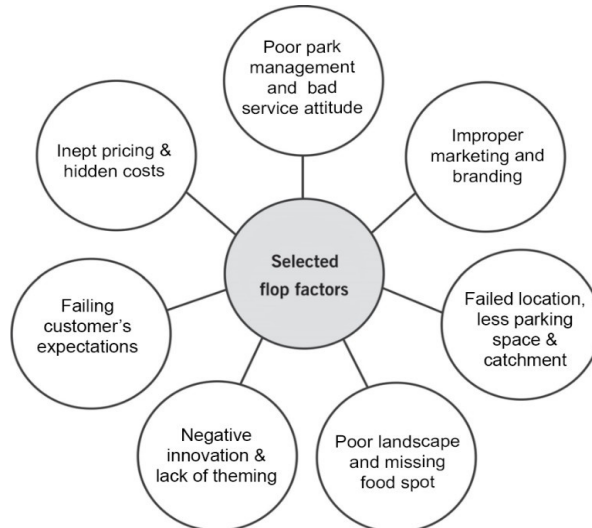 Poor park
management
and bad
service attitude
Improper
marketing and
branding
Failed location,
less parking
space &
catchment
Poor landscape
and missing
food spot
Negative
innovation &
lack of theming
Failing
customer's
expectations
Inept pricing &
hidden costs
Selected
flop factors